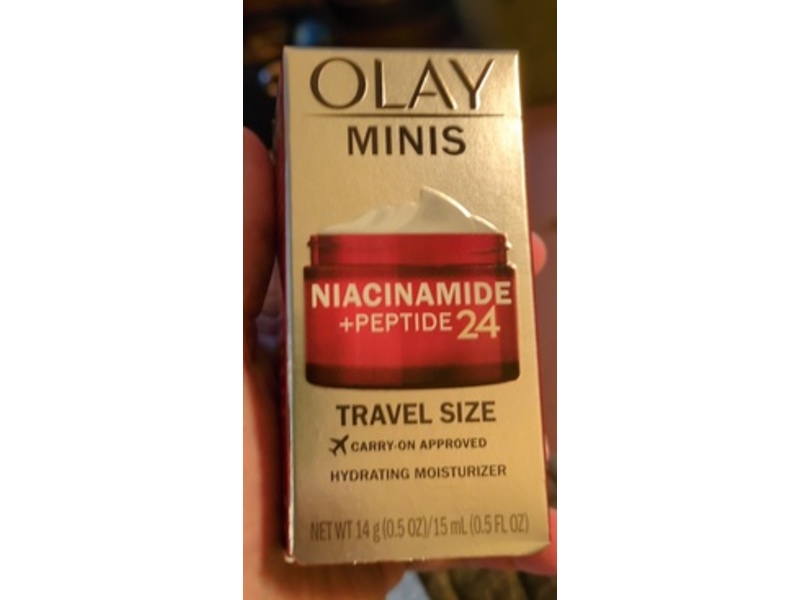 OLAY
MINIS
NIACINAMIDE
+PEPTIDE 24
TRAVEL SIZE
CARRY-ON APPROVED
HYDRATING MOISTURIZER
NET WT 14 g (0.5 OZ)/15 mL (0.5 FL OZ)